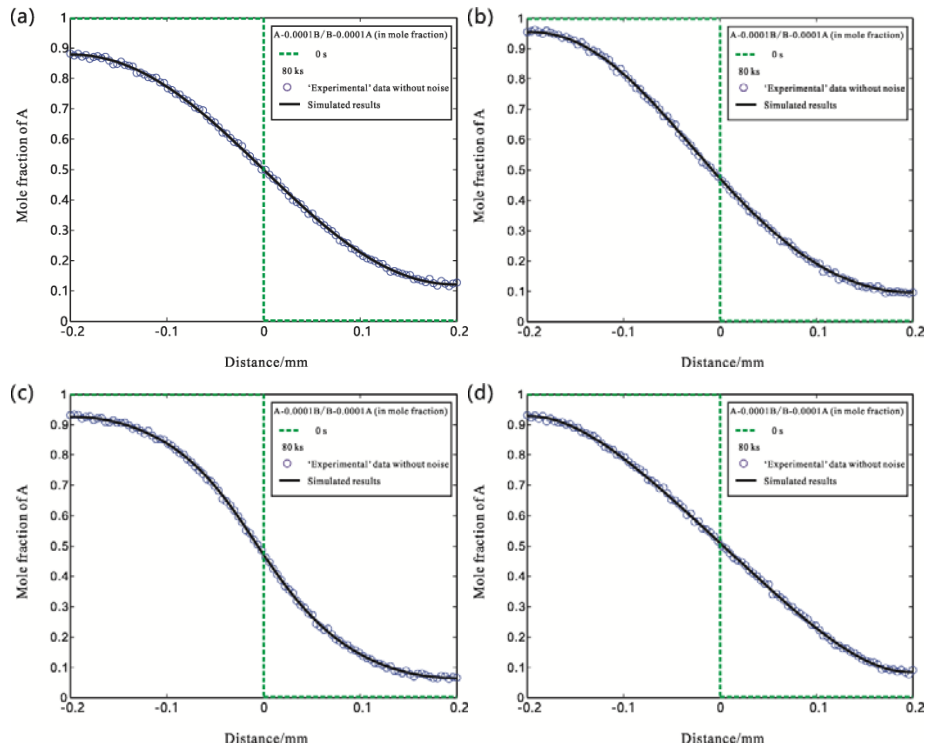 (a)
A-0.0001B/B-0.0001A (in mole fraction)
0 s
80 ks
‘Experimental’ data without noise
Simulated results
Mole fraction of A
1
0.9
0.8
0.7
0.6
0.5
0.4
0.3
0.2
0.1
0
-0.2
-0.1
0
0.1
0.2
Distance/mm
(b)
A-0.0001B/B-0.0001A (in mole fraction)
0 s
80 ks
‘Experimental’ data without noise
Simulated results
Mole fraction of A
1
0.9
0.8
0.7
0.6
0.5
0.4
0.3
0.2
0.1
0
-0.2
-0.1
0
0.1
0.2
Distance/mm
(c)
A-0.0001B/B-0.0001A (in mole fraction)
0 s
80 ks
‘Experimental’ data without noise
Simulated results
Mole fraction of A
1
0.9
0.8
0.7
0.6
0.5
0.4
0.3
0.2
0.1
0
-0.2
-0.1
0
0.1
0.2
Distance/mm
(d)
A-0.0001B/B-0.0001A (in mole fraction)
0 s
80 ks
‘Experimental’ data without noise
Simulated results
Mole fraction of A
1
0.9
0.8
0.7
0.6
0.5
0.4
0.3
0.2
0.1
0
-0.2
-0.1
0
0.1
0.2
Distance/mm